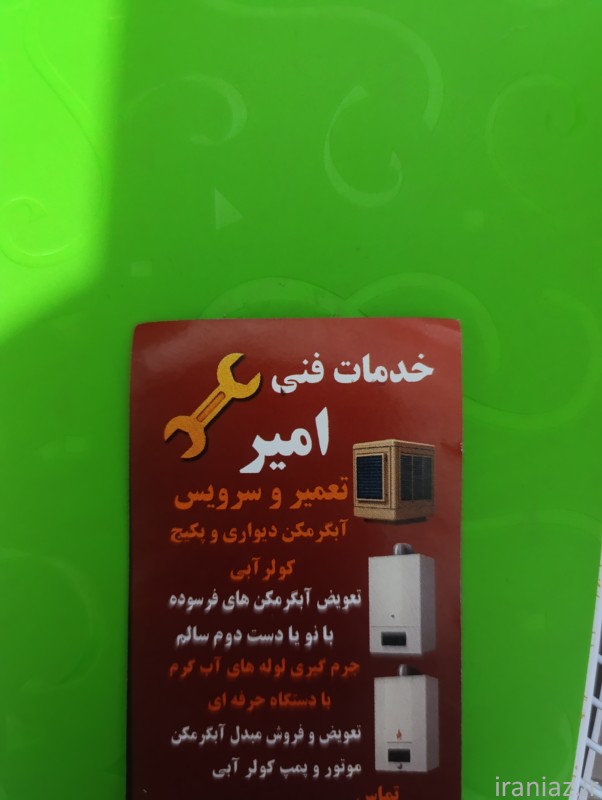 خدمات فنی
امیر
تعمیر و سرویس
آبگرمکن دیواری و پکیج
کولر آبی
تعویض آبگرمکن های فرسوده
با نو یا دست دوم سالم
جرم گیری لوله های آب گرم
با دستگاه حرفه ای
تعویض و فروش مبدل آبگرمکن
موتور و پمپ کولر آبی
تماس